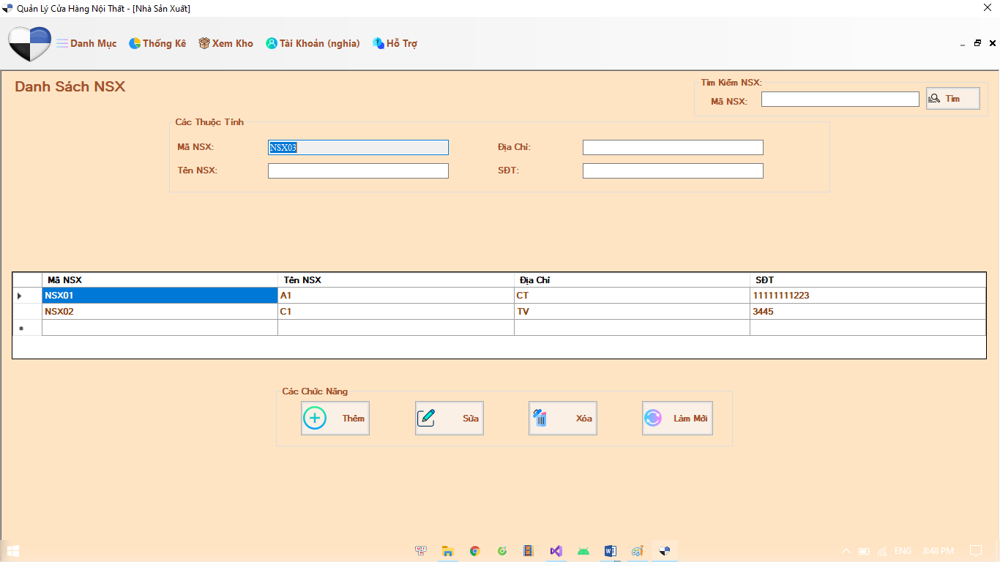 Quản Lý Cửa Hàng Nội Thất - [Nhà Sản Xuất]
Danh Mục Thống Kê Xem Kho Tài Khoản (nghia) Hỗ Trợ
Danh Sách NSX
Tìm Kiếm NSX:
Mã NSX: Tìm
Các Thuộc Tính
Mã NSX: NSX03 Địa Chỉ:
Tên NSX: SĐT:
Mã NSX Tên NSX Địa Chỉ SĐT
NSX01 A1 CT 11111111223
NSX02 C1 TV 3445
Các Chức Năng
Thêm Sửa Xóa Làm Mới
ENG 8:48 PM